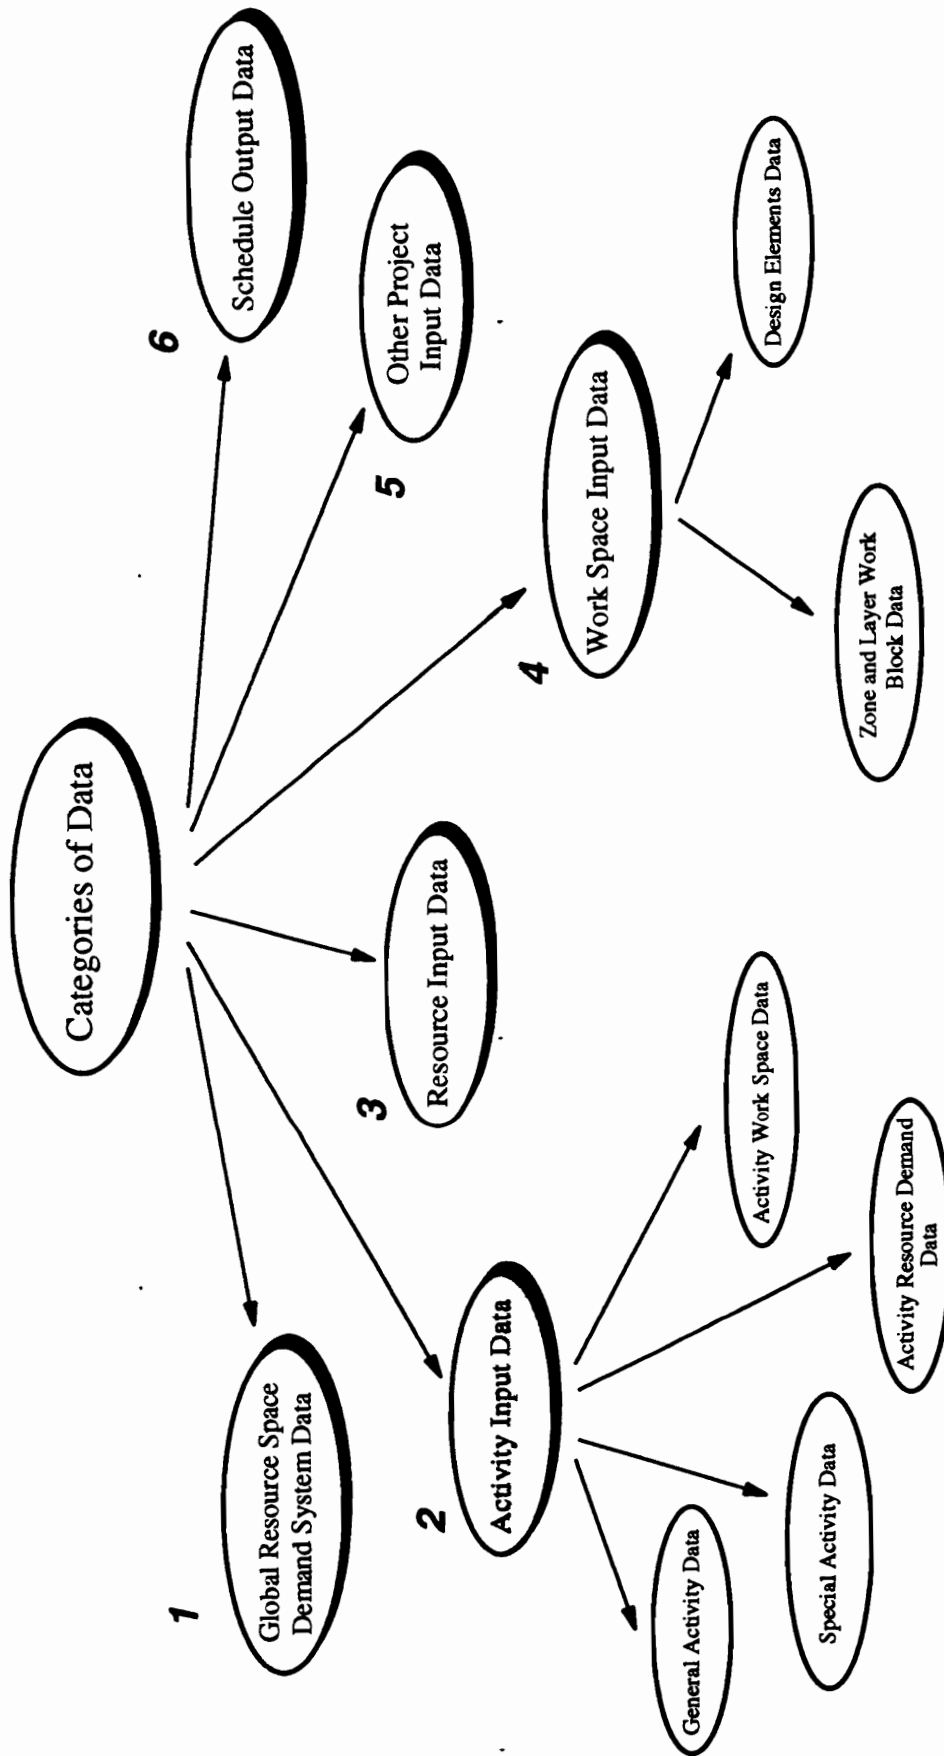 Categories of Data
1
Global Resource Space
Demand System Data
2
Activity Input Data
General Activity Data
Special Activity Data
Activity Resource Demand
Data
Activity Work Space Data
3
Resource Input Data
4
Work Space Input Data
Zone and Layer Work
Block Data
Design Elements Data
5
Other Project
Input Data
6
Schedule Output Data